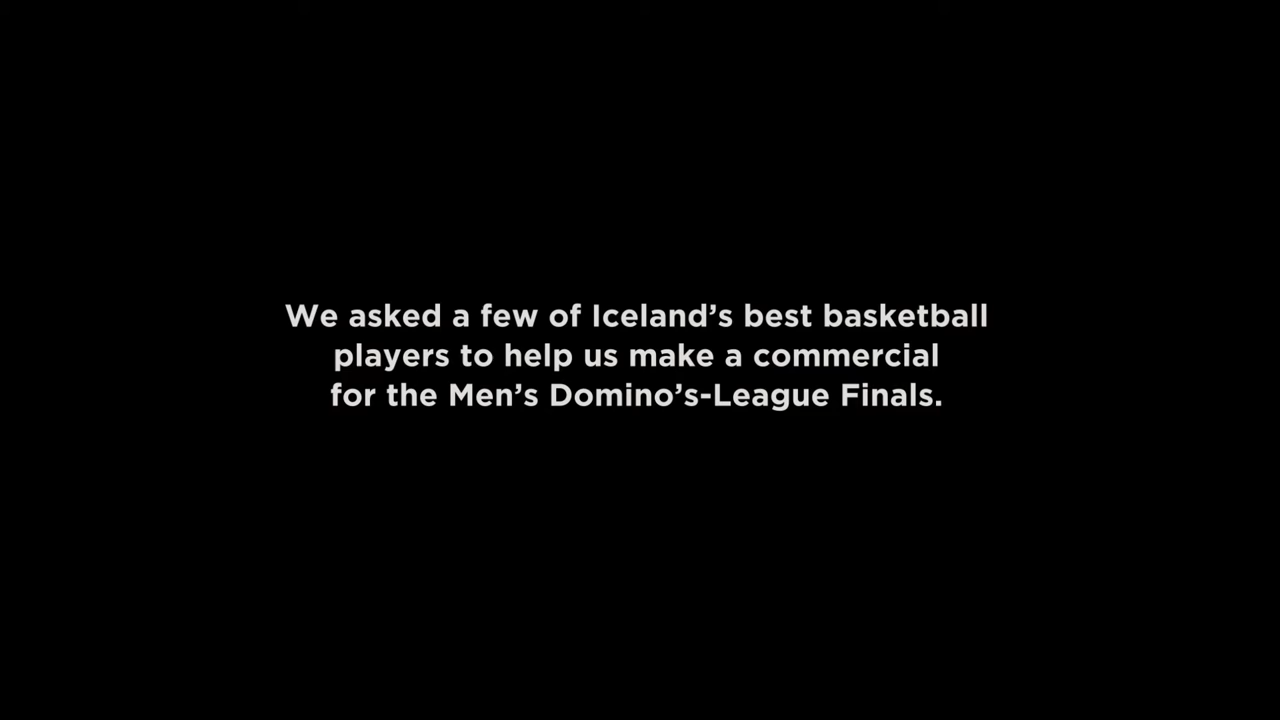 We asked a few of Iceland’s best basketball
players to help us make a commercial
for the Men’s Domino’s-League Finals.